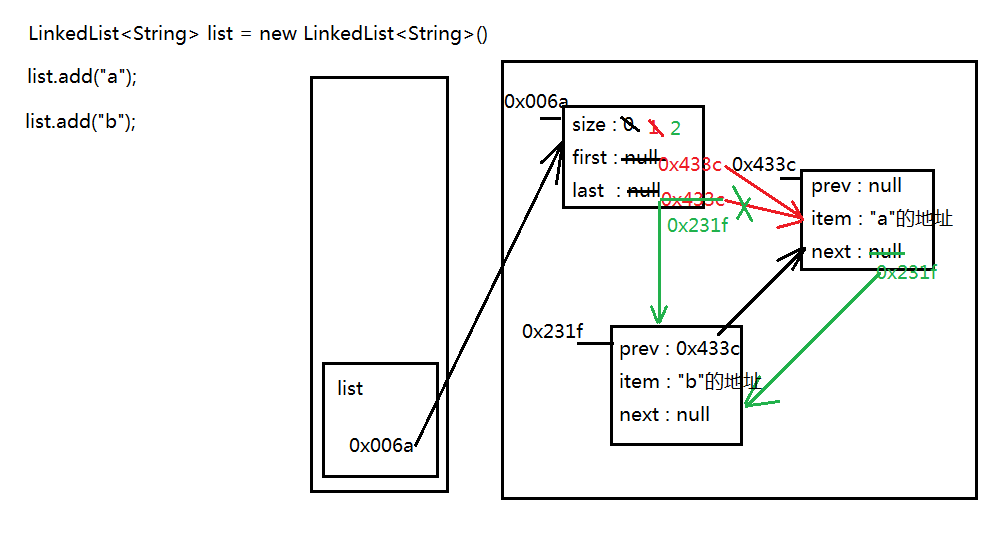 LinkedList<String> list = new LinkedList<String>()
list.add("a");
list.add("b");
list
0x006a
0x006a
size : 0 1 2
first : null 0x433c
last : null 0x433c
0x231f
0x433c
prev : null
item : "a"的地址
next : null
0x231f
0x231f
prev : 0x433c
item : "b"的地址
next : null